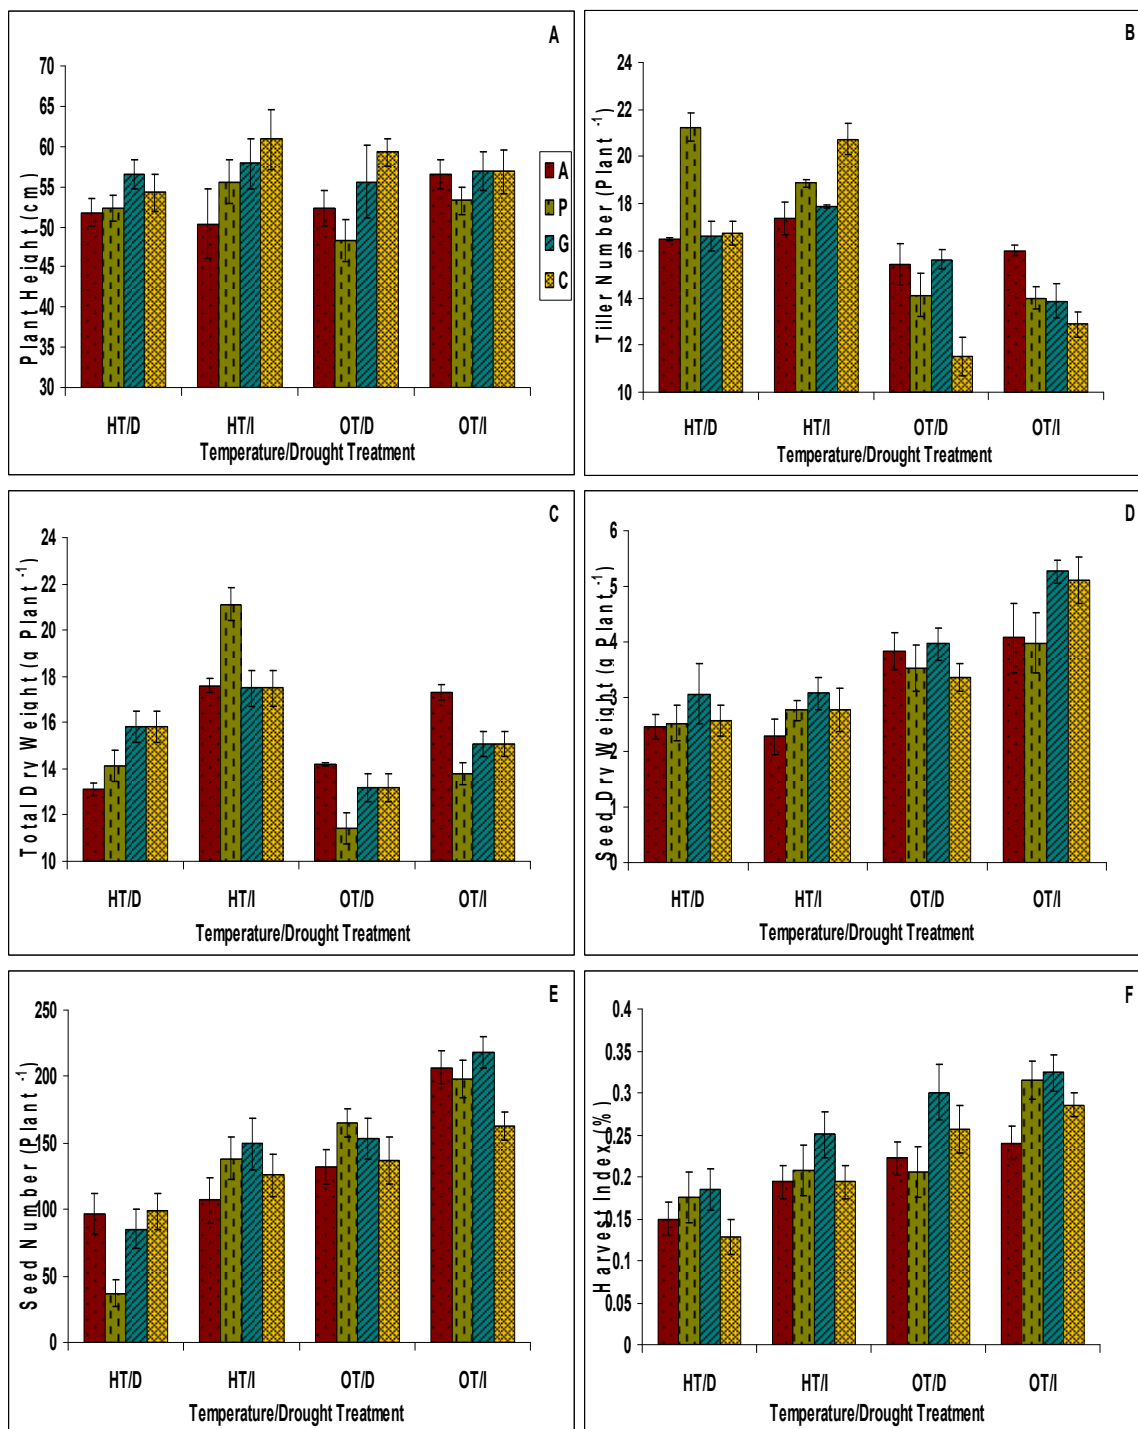 A
Plant Height (cm)
70
65
60
55
50
45
40
35
30
HT/D HT/I OT/D OT/I
Temperature/Drought Treatment
A
P
G
C
B
Tiller Number (Plant -1)
24
22
20
18
16
14
12
10
HT/D HT/I OT/D OT/I
Temperature/Drought Treatment
C
Total Dry Weight (g Plant -1)
24
22
20
18
16
14
12
10
HT/D HT/I OT/D OT/I
Temperature/Drought Treatment
D
Seed Dry Weight (g Plant -1)
6
5
4
3
2
1
0
HT/D HT/I OT/D OT/I
Temperature/Drought Treatment
E
Seed Number (Plant -1)
250
200
150
100
50
0
HT/D HT/I OT/D OT/I
Temperature/Drought Treatment
F
Harvest Index (%)
0.4
0.35
0.3
0.25
0.2
0.15
0.1
0.05
0
HT/D HT/I OT/D OT/I
Temperature/Drought Treatment